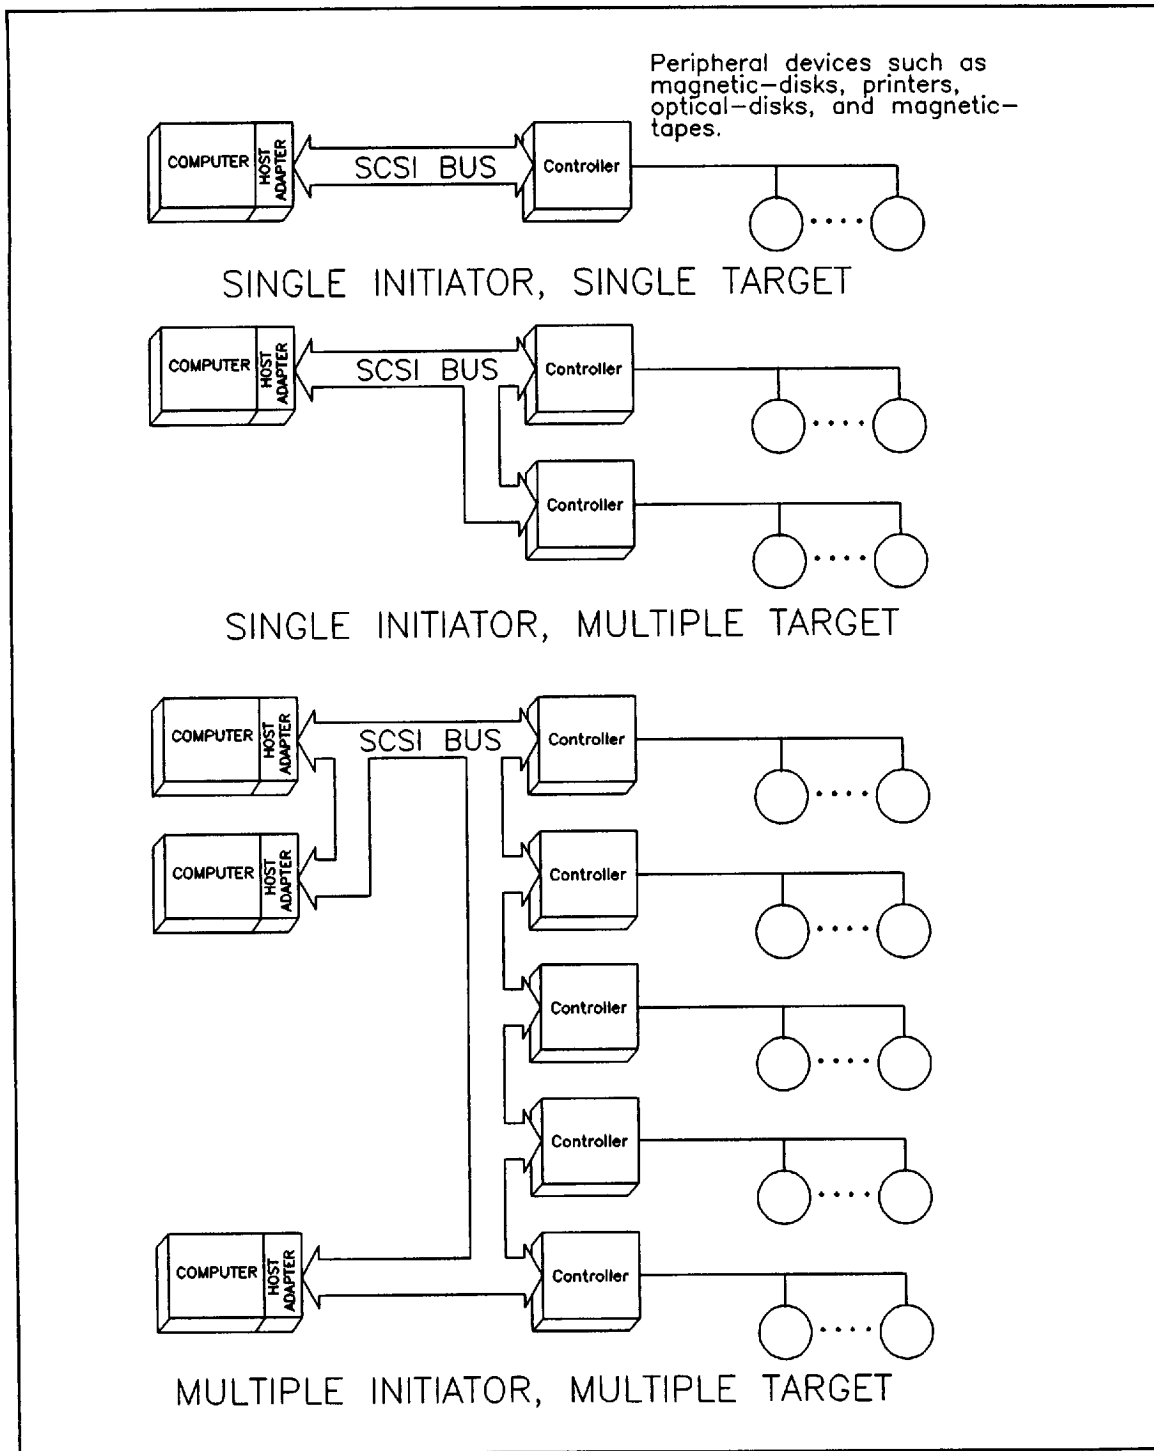 Peripheral devices such as
magnetic-disks, printers,
optical-disks, and magnetic-
tapes.
COMPUTER
HOST
ADAPTER
SCSI BUS
Controller
SINGLE INITIATOR, SINGLE TARGET
COMPUTER
HOST
ADAPTER
SCSI BUS
Controller
Controller
SINGLE INITIATOR, MULTIPLE TARGET
COMPUTER
HOST
ADAPTER
SCSI BUS
Controller
COMPUTER
HOST
ADAPTER
Controller
Controller
Controller
COMPUTER
HOST
ADAPTER
Controller
MULTIPLE INITIATOR, MULTIPLE TARGET